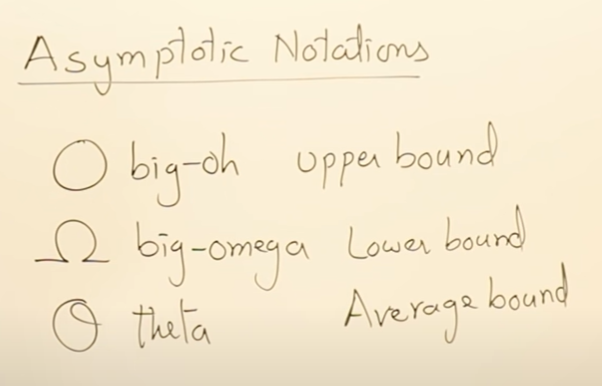 Asymptotic Notations
O big-oh upper bound
Ω big-omega Lower bound
Θ theta Average bound